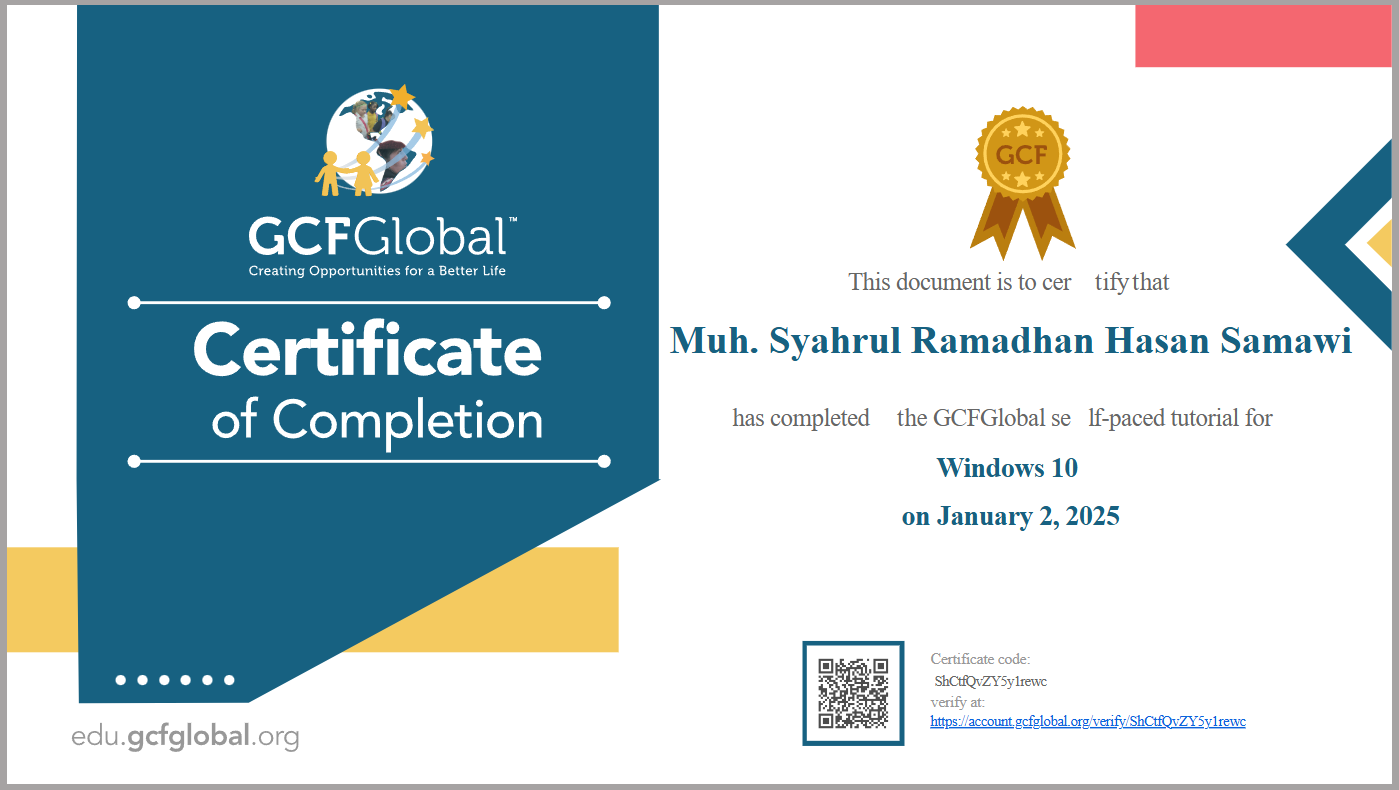 GCFGlobal™
Creating Opportunities for a Better Life
Certificate
of Completion
edu.gcfglobal.org
GCF
This document is to cer tify that
Muh. Syahrul Ramadhan Hasan Samawi
has completed the GCFGlobal se lf-paced tutorial for
Windows 10
on January 2, 2025
Certificate code:
ShCtfQvZY5y1rewc
verify at:
https://account.gcfglobal.org/verify/ShCtfQvZY5y1rewc